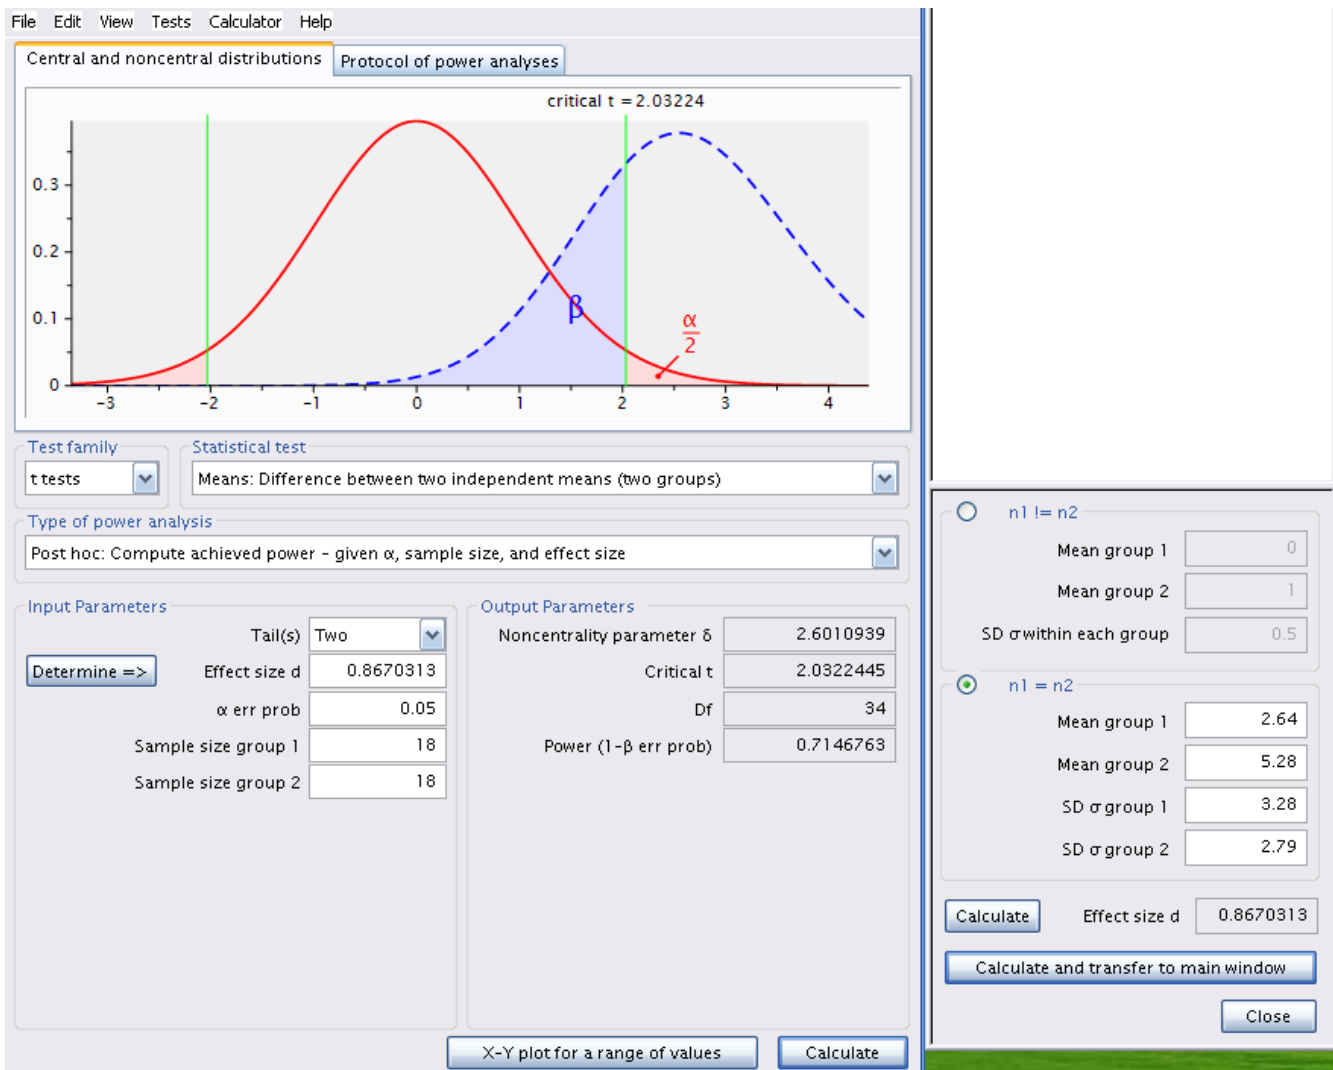 File Edit View Tests Calculator Help
Central and noncentral distributions Protocol of power analyses
critical t = 2.03224
0.3
0.2
0.1
0
β
α
2
-3 -2 -1 0 1 2 3 4
Test family Statistical test
t tests Means: Difference between two independent means (two groups)
Type of power analysis
Post hoc: Compute achieved power – given α, sample size, and effect size
Input Parameters
Tail(s) Two
Determine => Effect size d 0.8670313
α err prob 0.05
Sample size group 1 18
Sample size group 2 18
Output Parameters
Noncentrality parameter δ 2.6010939
Critical t 2.0322445
Df 34
Power (1-β err prob) 0.7146763
X-Y plot for a range of values Calculate
n1 != n2
Mean group 1 0
Mean group 2 1
SD σ within each group 0.5
n1 = n2
Mean group 1 2.64
Mean group 2 5.28
SD σ group 1 3.28
SD σ group 2 2.79
Calculate Effect size d 0.8670313
Calculate and transfer to main window
Close